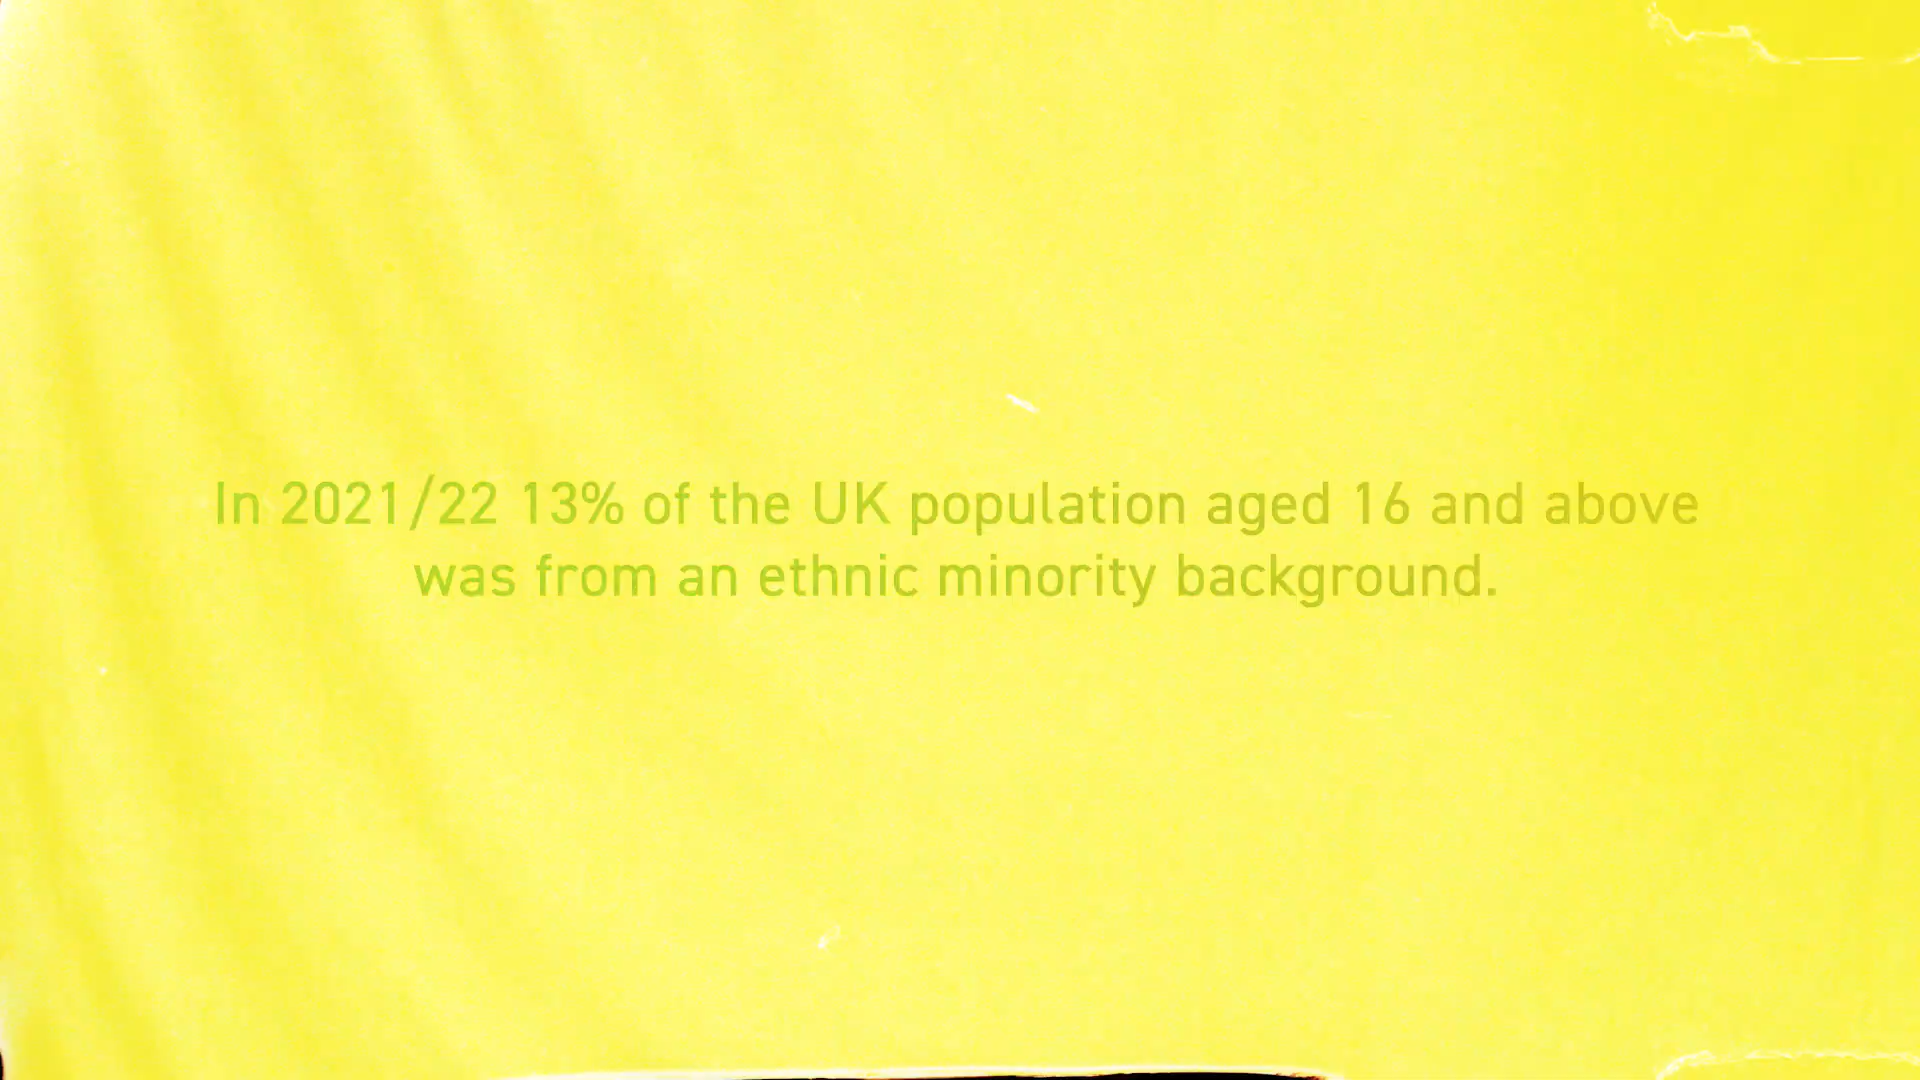 In 2021/22 13% of the UK population aged 16 and above
was from an ethnic minority background.